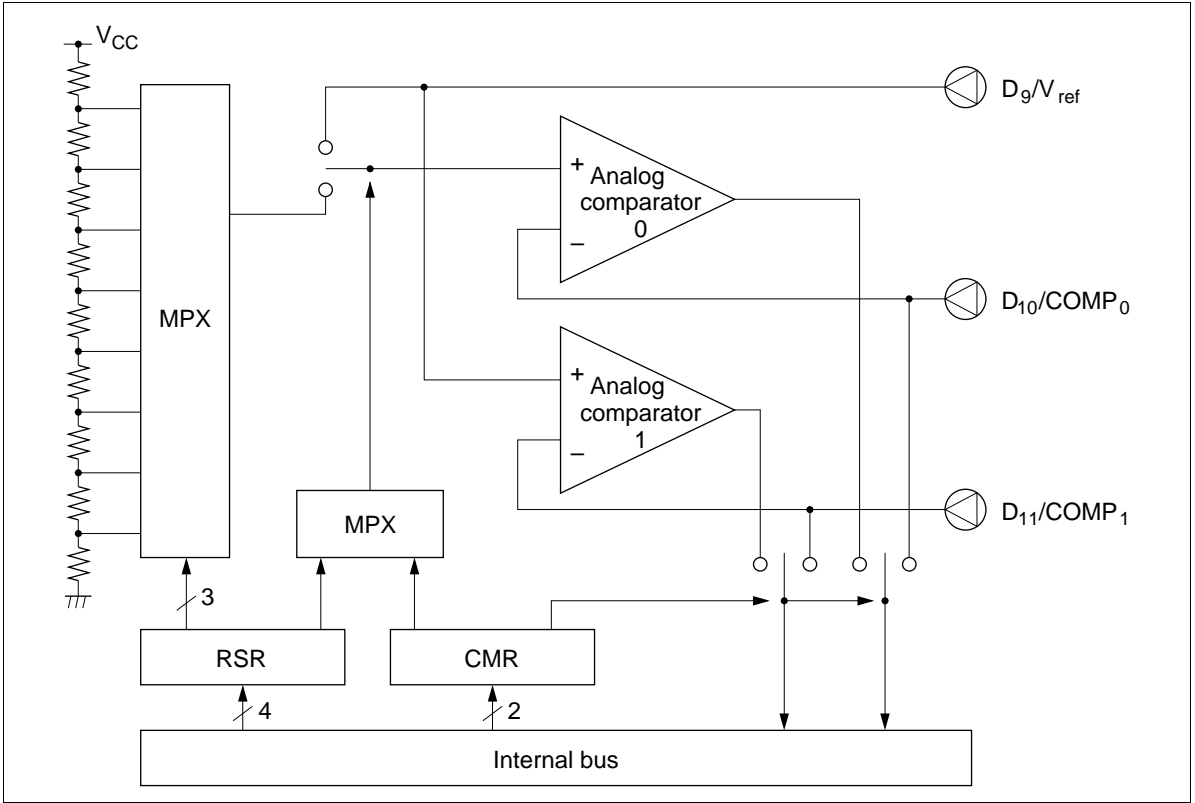 VCC
D9/Vref
+ Analog
comparator
0
−
D10/COMP0
MPX
+ Analog
comparator
1
−
MPX
D11/COMP1
3
RSR
CMR
4
2
Internal bus